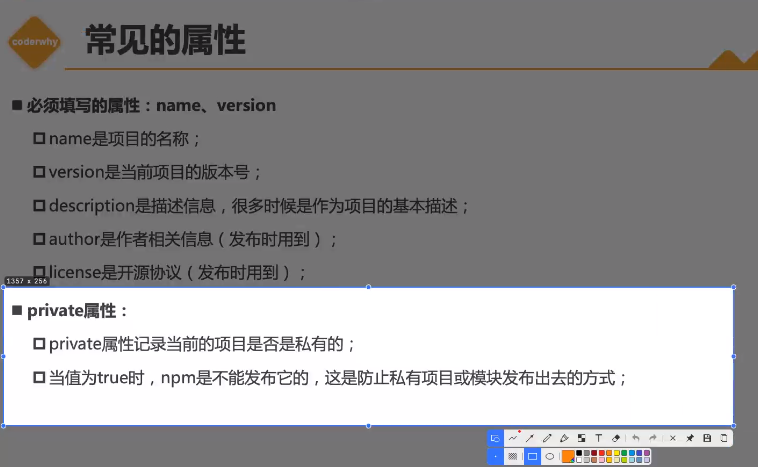 coderwhy
常见的属性
■ 必须填写的属性：name、version
name是项目的名称；
version是当前项目的版本号；
description是描述信息，很多时候是作为项目的基本描述；
author是作者相关信息（发布时用到）；
license是开源协议（发布时用到）；
1357 x 256
■ private属性：
private属性记录当前的项目是否是私有的；
当值为true时，npm是不能发布它的，这是防止私有项目或模块发布出去的方式；